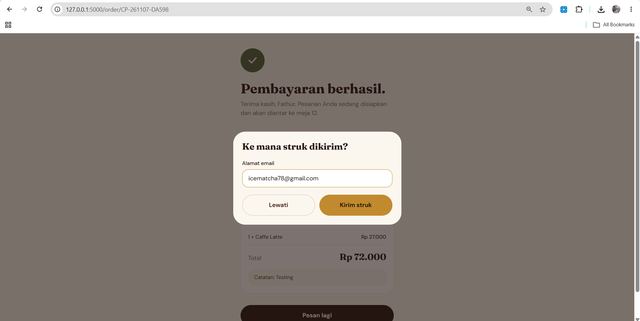 127.0.0.1:5000/order/CP-261107-DA598
All Bookmarks
Pembayaran berhasil.
Terima kasih, Fathur. Pesanan Anda sedang disiapkan
dan akan diantar ke meja 12.
Ke mana struk dikirim?
Alamat email
icematcha78@gmail.com
Lewati
Kirim struk
1 × Caffe Latte
Rp 27.000
Total
Rp 72.000
Catatan: Testing
Pesan lagi